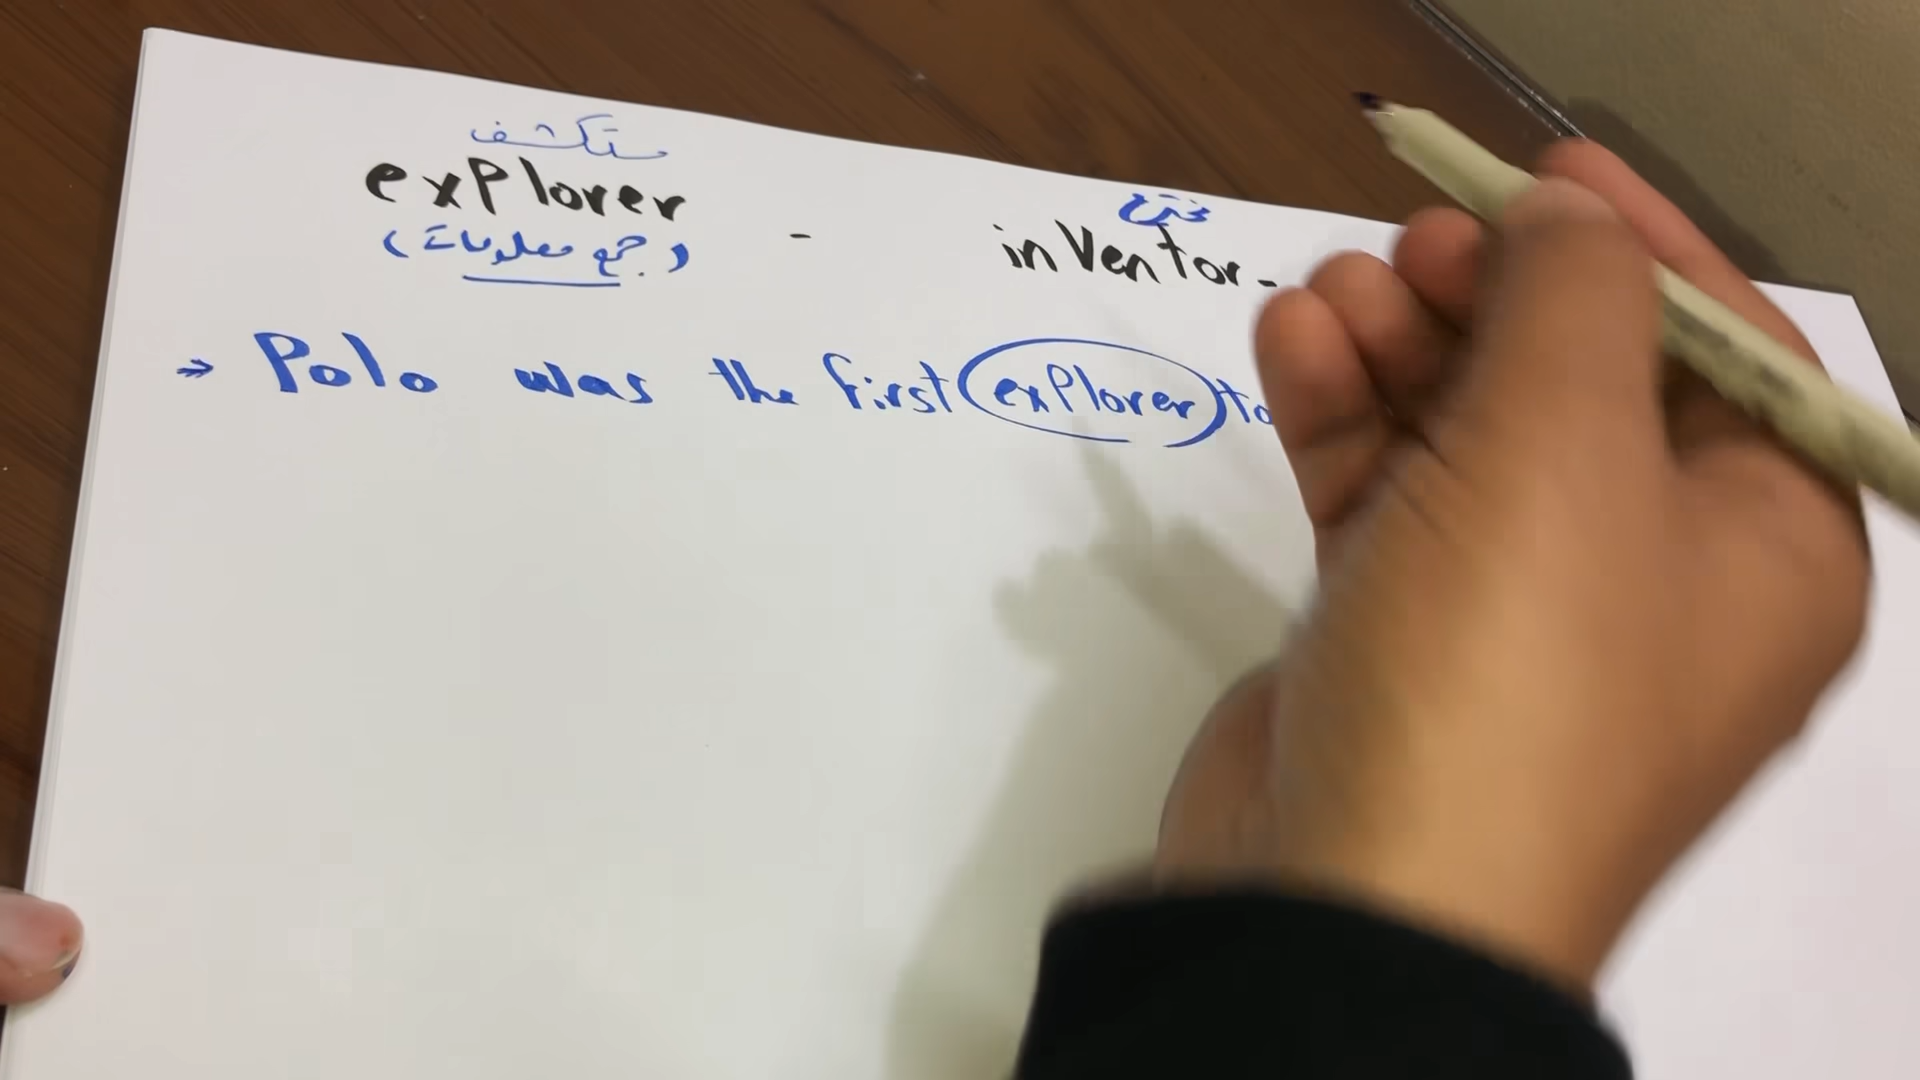 مستكشف
explorer - inventor -
مخترع
(جمع معلومات)
→ Polo was the first explorer to